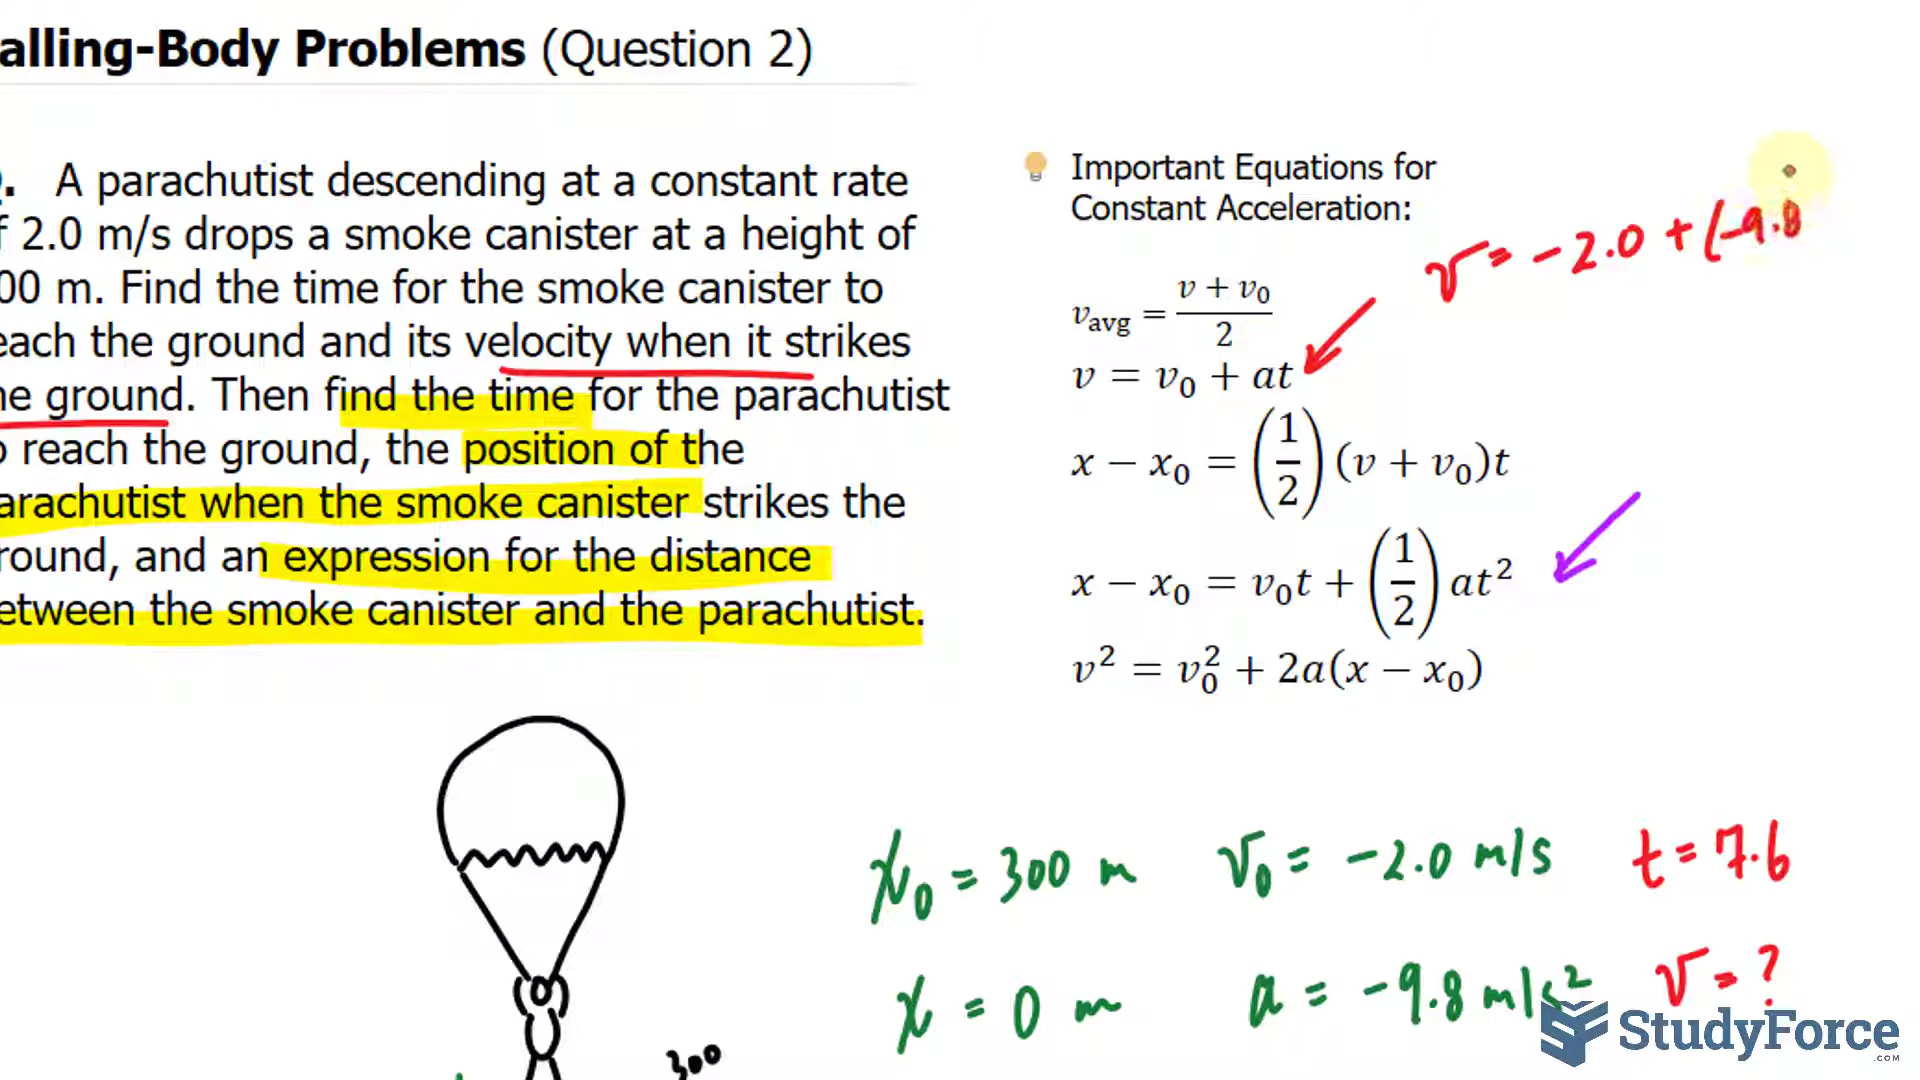 alling-Body Problems (Question 2)
. A parachutist descending at a constant rate
f 2.0 m/s drops a smoke canister at a height of
00 m. Find the time for the smoke canister to
each the ground and its velocity when it strikes
he ground. Then find the time for the parachutist
o reach the ground, the position of the
arachutist when the smoke canister strikes the
round, and an expression for the distance
etween the smoke canister and the parachutist.
Important Equations for
Constant Acceleration:
v = -2.0 + (-9.8
v_avg = (v + v₀)/2
v = v₀ + at
x − x₀ = (1/2)(v + v₀)t
x − x₀ = v₀t + (1/2)at²
v² = v₀² + 2a(x − x₀)
x₀ = 300 m v₀ = -2.0 m/s t = 7.6
x = 0 m a = -9.8 m/s² v = ?
300
StudyForce
.COM